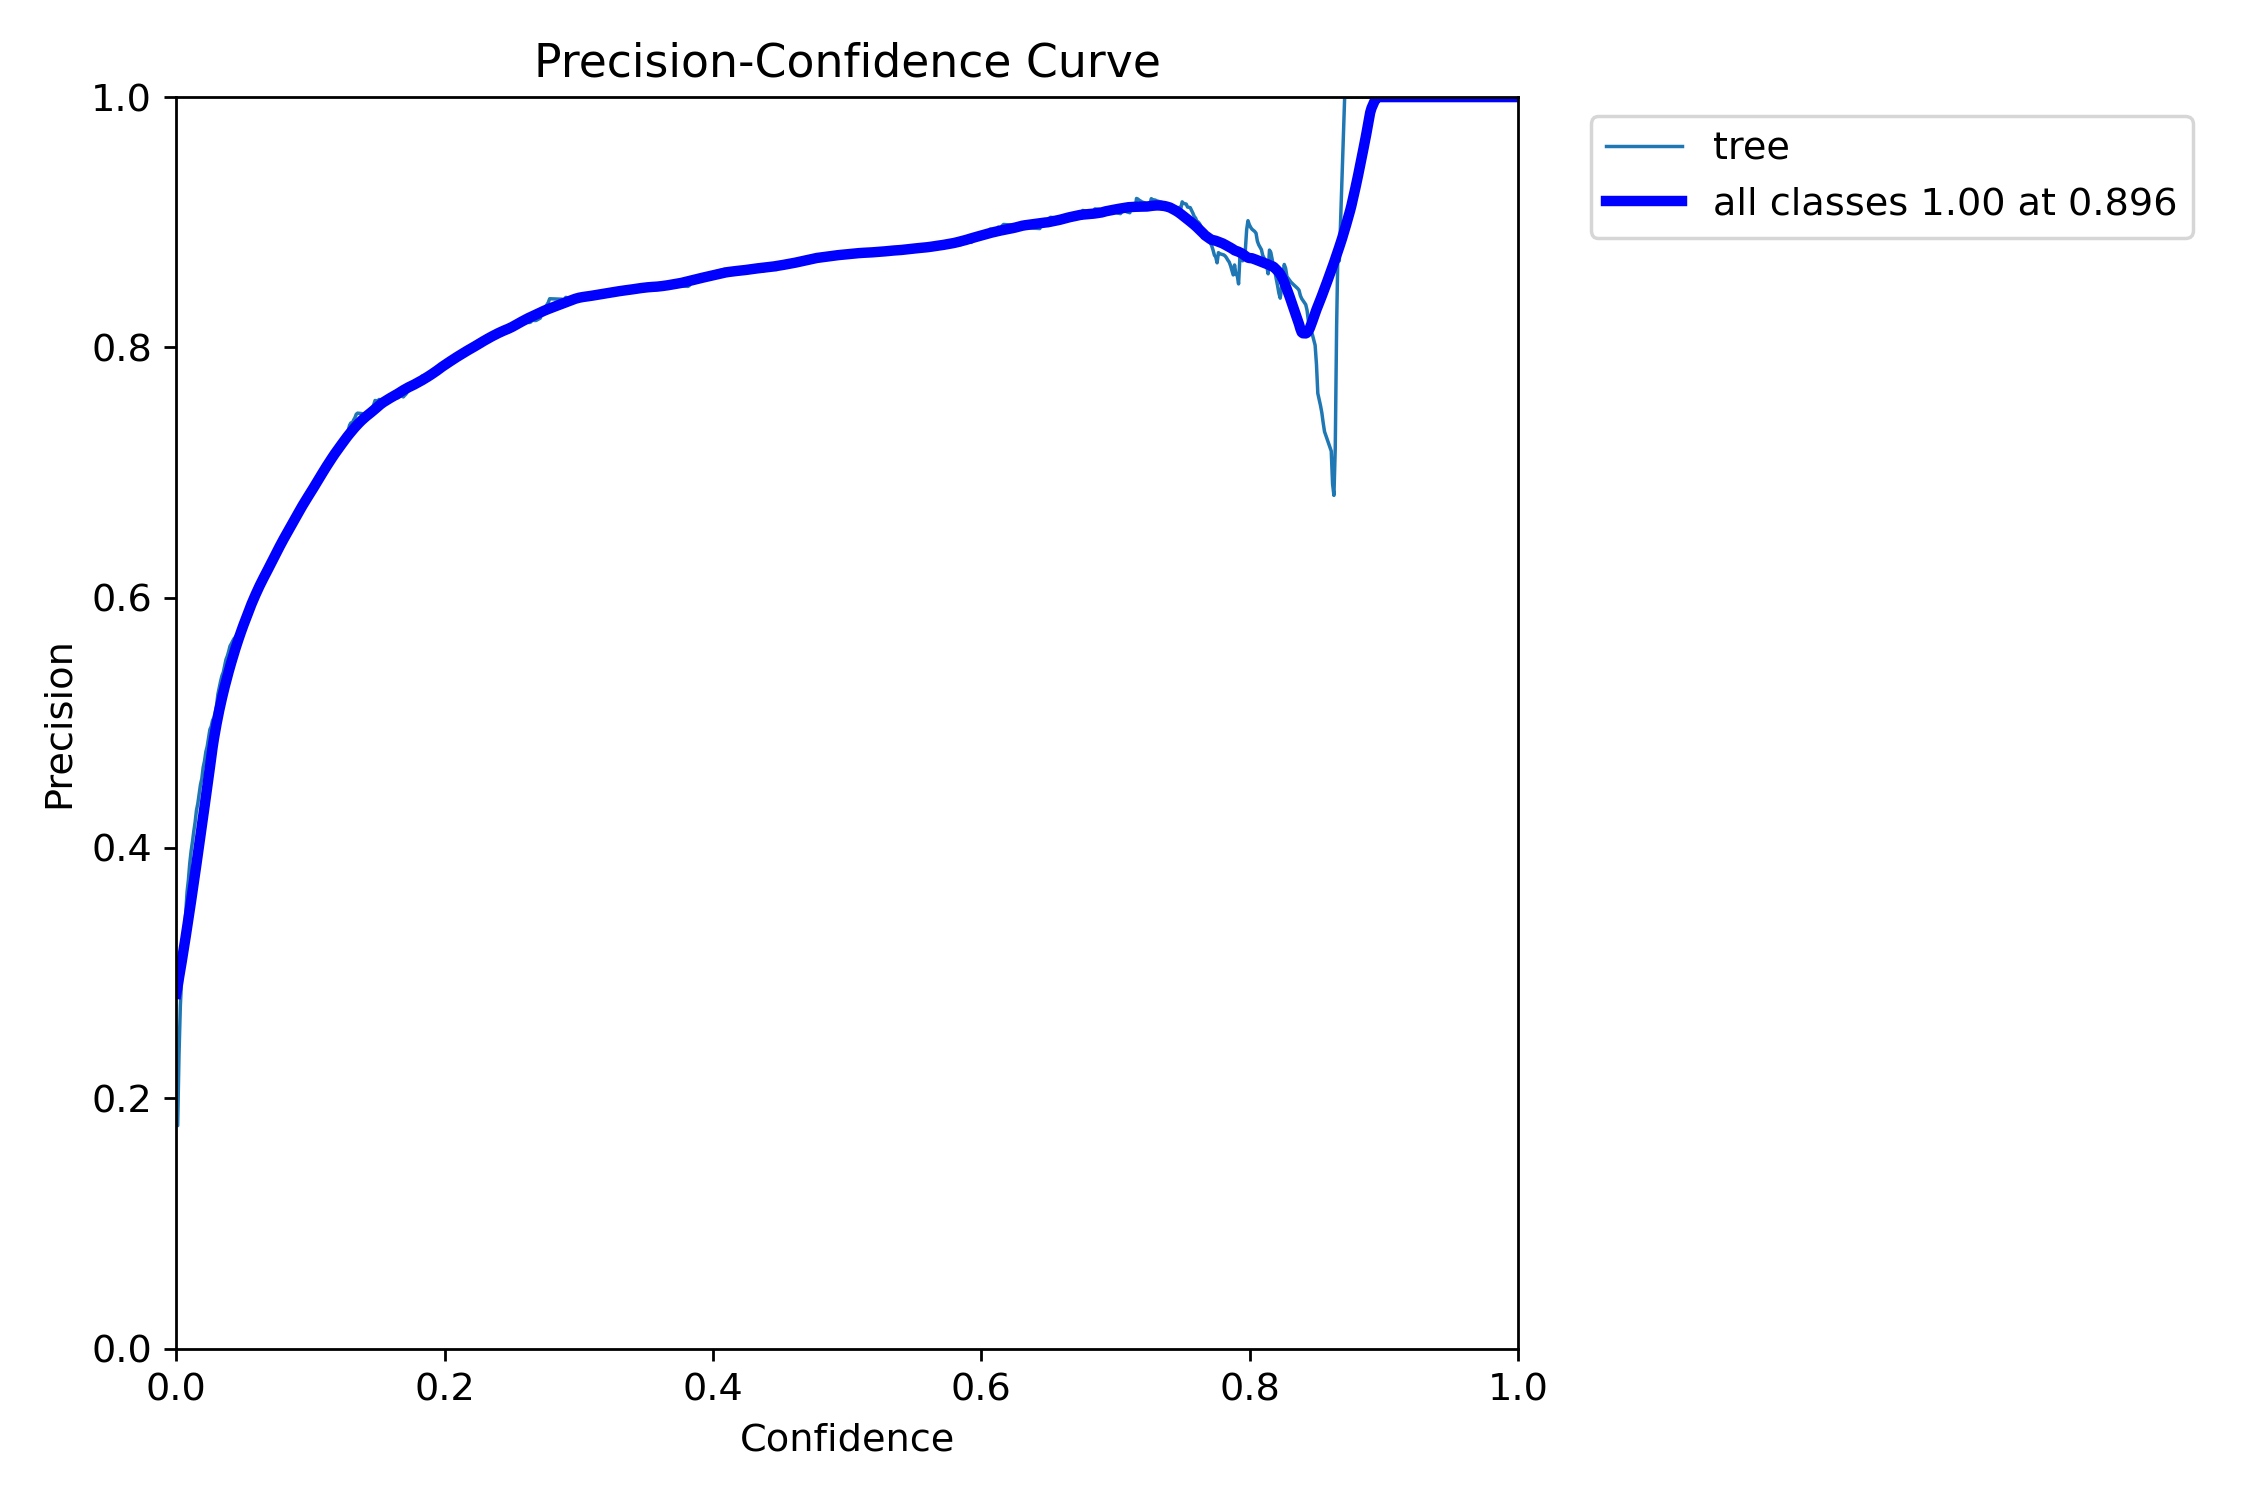 Precision-Confidence Curve
tree
all classes 1.00 at 0.896
Precision
1.0
0.8
0.6
0.4
0.2
0.0
0.0 0.2 0.4 0.6 0.8 1.0
Confidence